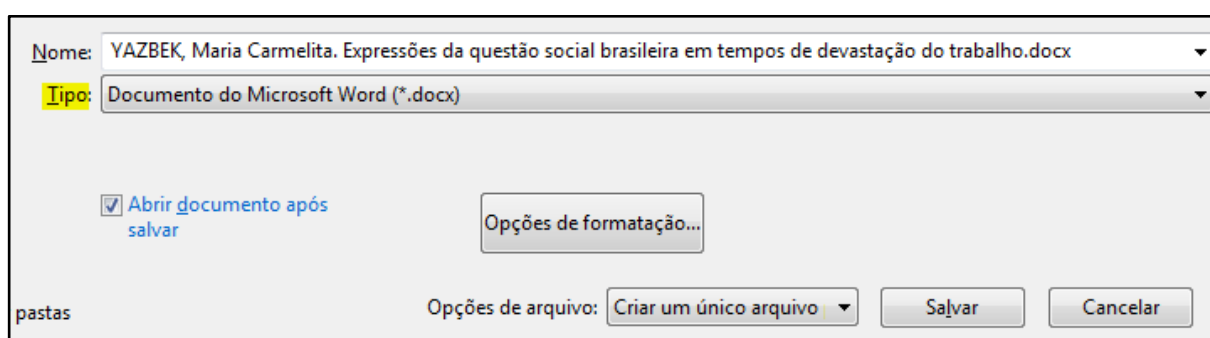 Nome: YAZBEK, Maria Carmelita. Expressões da questão social brasileira em tempos de devastação do trabalho.docx
Tipo: Documento do Microsoft Word (*.docx)
Abrir documento após
salvar
Opções de formatação...
pastas
Opções de arquivo: Criar um único arquivo
Salvar
Cancelar